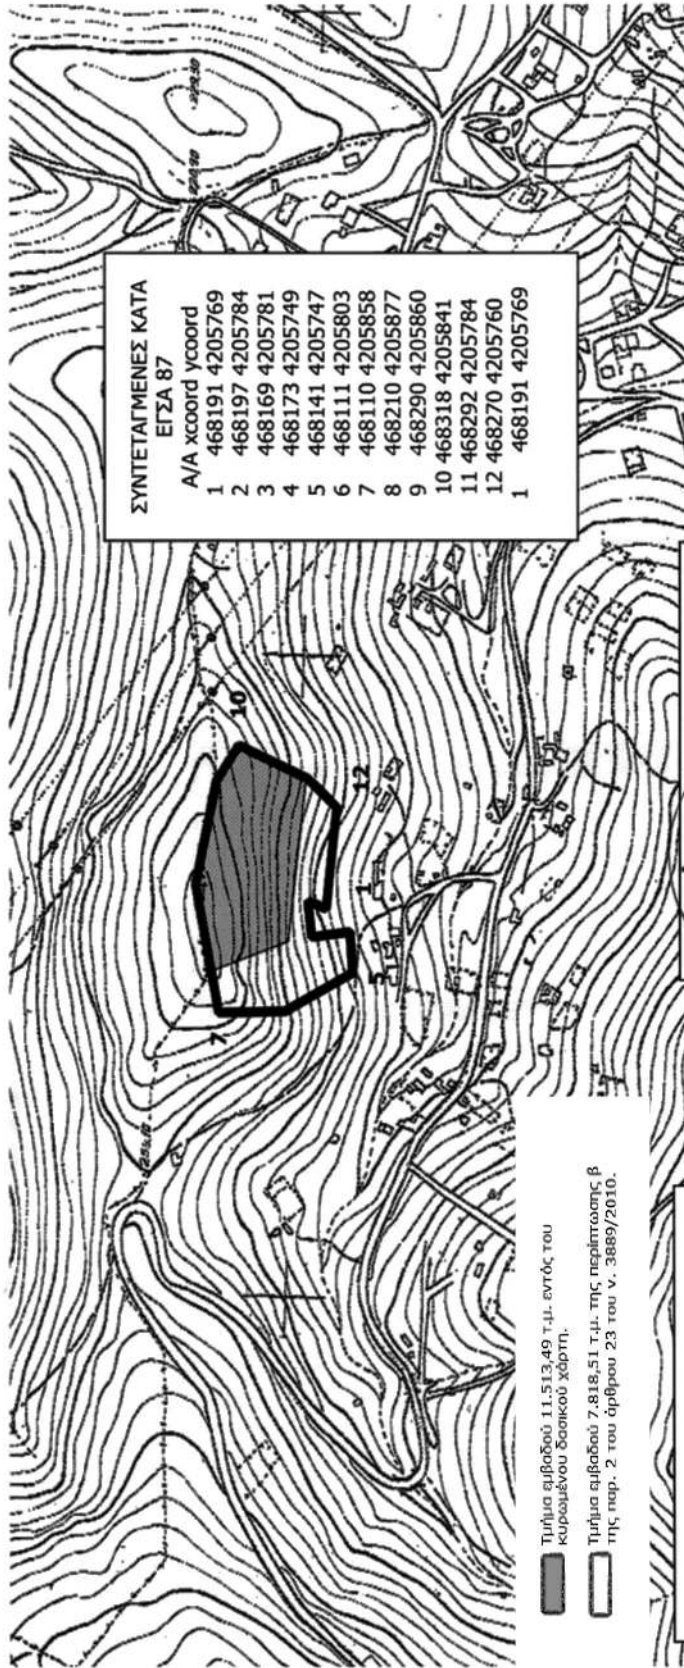 ΣΥΝΤΕΤΑΓΜΕΝΕΣ ΚΑΤΑ
ΕΓΣΑ 87
Α/Α xcoord ycoord
1 468191 4205769
2 468197 4205784
3 468169 4205781
4 468173 4205749
5 468141 4205747
6 468111 4205803
7 468110 4205858
8 468210 4205877
9 468290 4205860
10 468318 4205841
11 468292 4205784
12 468270 4205760
1 468191 4205769
7
10
5
1
12
Τμήμα εμβαδού 11.513,49 τ.μ. εντός του
κυρωμένου δασικού χάρτη.
Τμήμα εμβαδού 7.818,51 τ.μ. της περίπτωσης β
της παρ. 2 του άρθρου 23 του ν. 3889/2010.